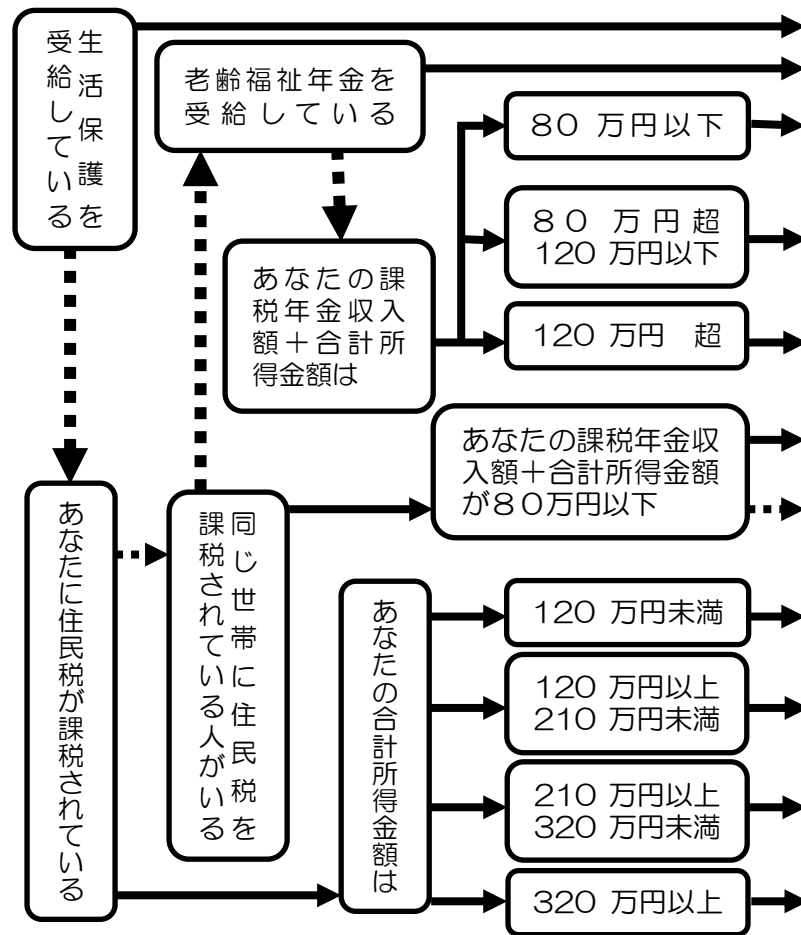 生活保護を
受給している
老齢福祉年金を
受給している
80 万円以下
８０ 万円超
120 万円以下
120 万円 超
あなたの課
税年金収入
額＋合計所
得金額は
あなたの課税年金収
入額＋合計所得金額
が８０万円以下
あなたに住民税が課税されている
同じ世帯に住民税を
課税されている人がいる
あなたの合計所得金額は
120 万円未満
120 万円以上
210 万円未満
210 万円以上
320 万円未満
320 万円以上